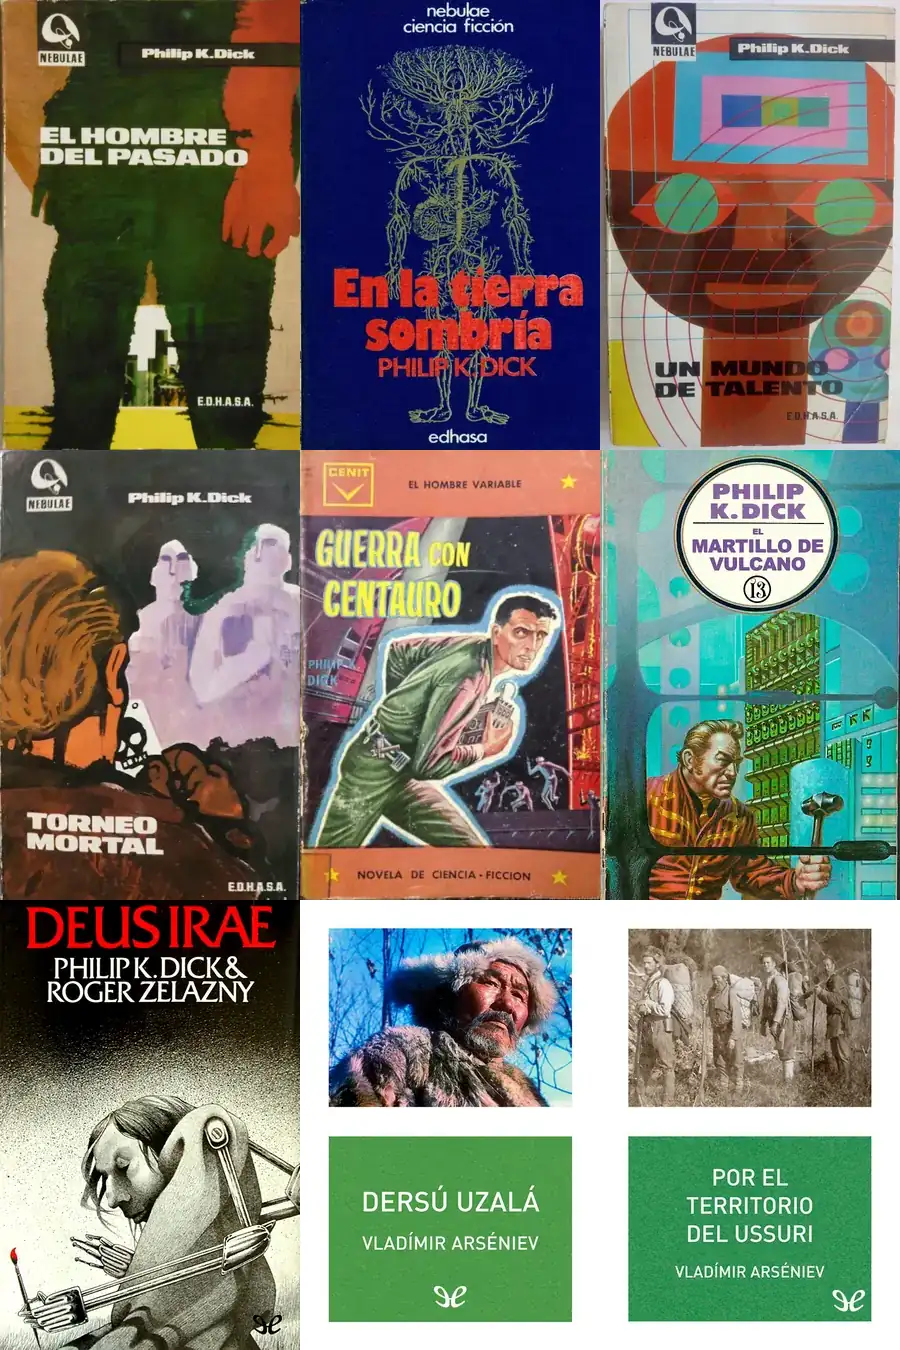 NEBULAE
Philip K. Dick
EL HOMBRE
DEL PASADO
E.D.H.A.S.A.
nebulae
ciencia ficción
En la tierra
sombría
PHILIP K. DICK
edhasa
NEBULAE
Philip K. Dick
UN MUNDO
DE TALENTO
E.D.H.A.S.A.
NEBULAE
Philip K. Dick
TORNEO
MORTAL
E.D.H.A.S.A.
CENIT
EL HOMBRE VARIABLE
GUERRA CON
CENTAURO
PHILIP K.
DICK
NOVELA DE CIENCIA-FICCION
PHILIP
K. DICK
EL
MARTILLO DE
VULCANO
13
DEUS IRAE
PHILIP K. DICK &
ROGER ZELAZNY
DERSÚ UZALÁ
VLADÍMIR ARSÉNIEV
POR EL
TERRITORIO
DEL USSURI
VLADÍMIR ARSÉNIEV